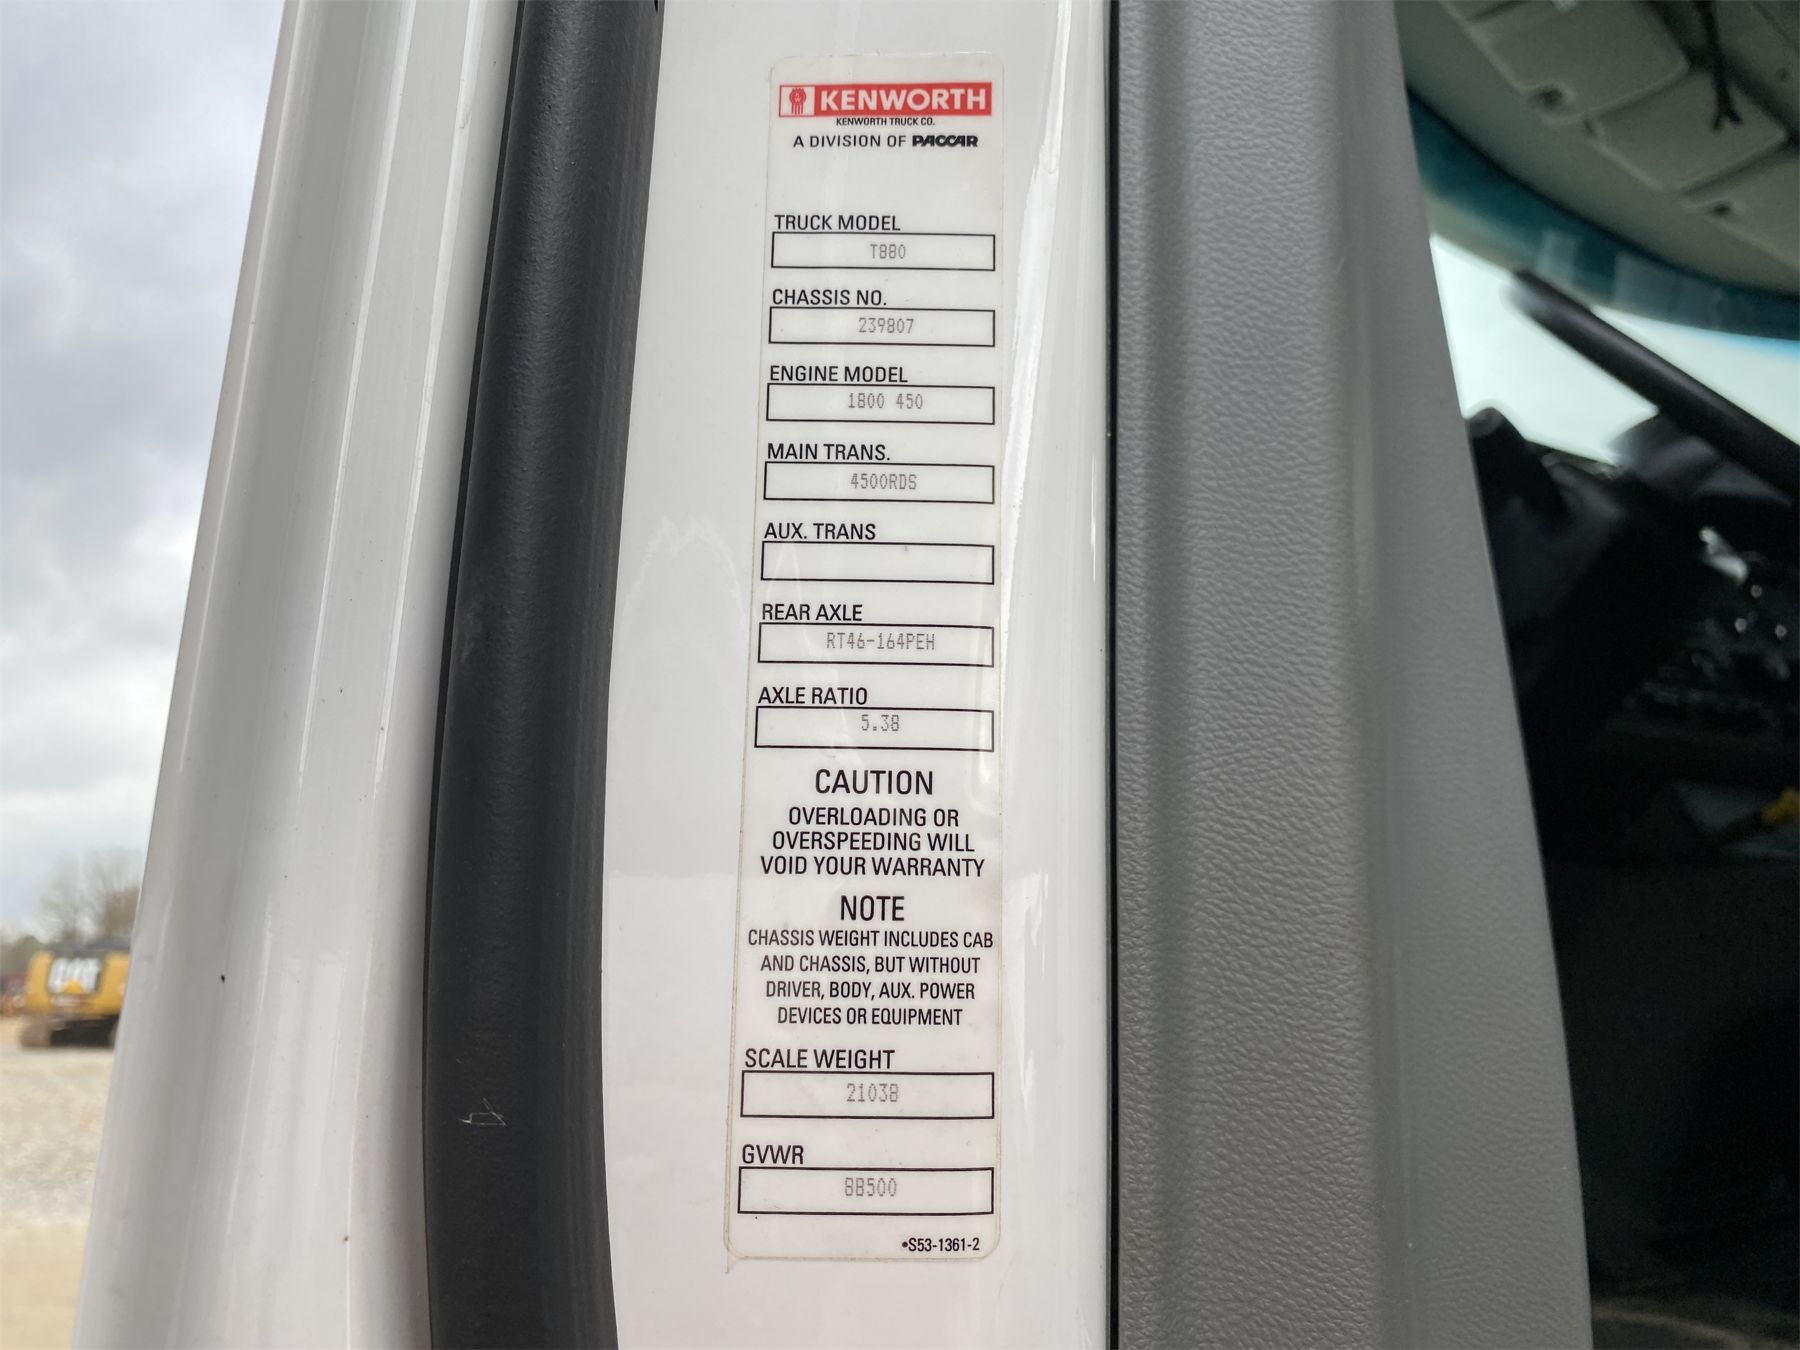 KENWORTH
KENWORTH TRUCK CO.
A DIVISION OF PACCAR
TRUCK MODEL
T880
CHASSIS NO.
239807
ENGINE MODEL
1800 450
MAIN TRANS.
4500RDS
AUX. TRANS
REAR AXLE
RT46-164PEH
AXLE RATIO
5.38
CAUTION
OVERLOADING OR
OVERSPEEDING WILL
VOID YOUR WARRANTY
NOTE
CHASSIS WEIGHT INCLUDES CAB
AND CHASSIS, BUT WITHOUT
DRIVER, BODY, AUX. POWER
DEVICES OR EQUIPMENT
SCALE WEIGHT
21038
GVWR
88500
•S53-1361-2
CAT